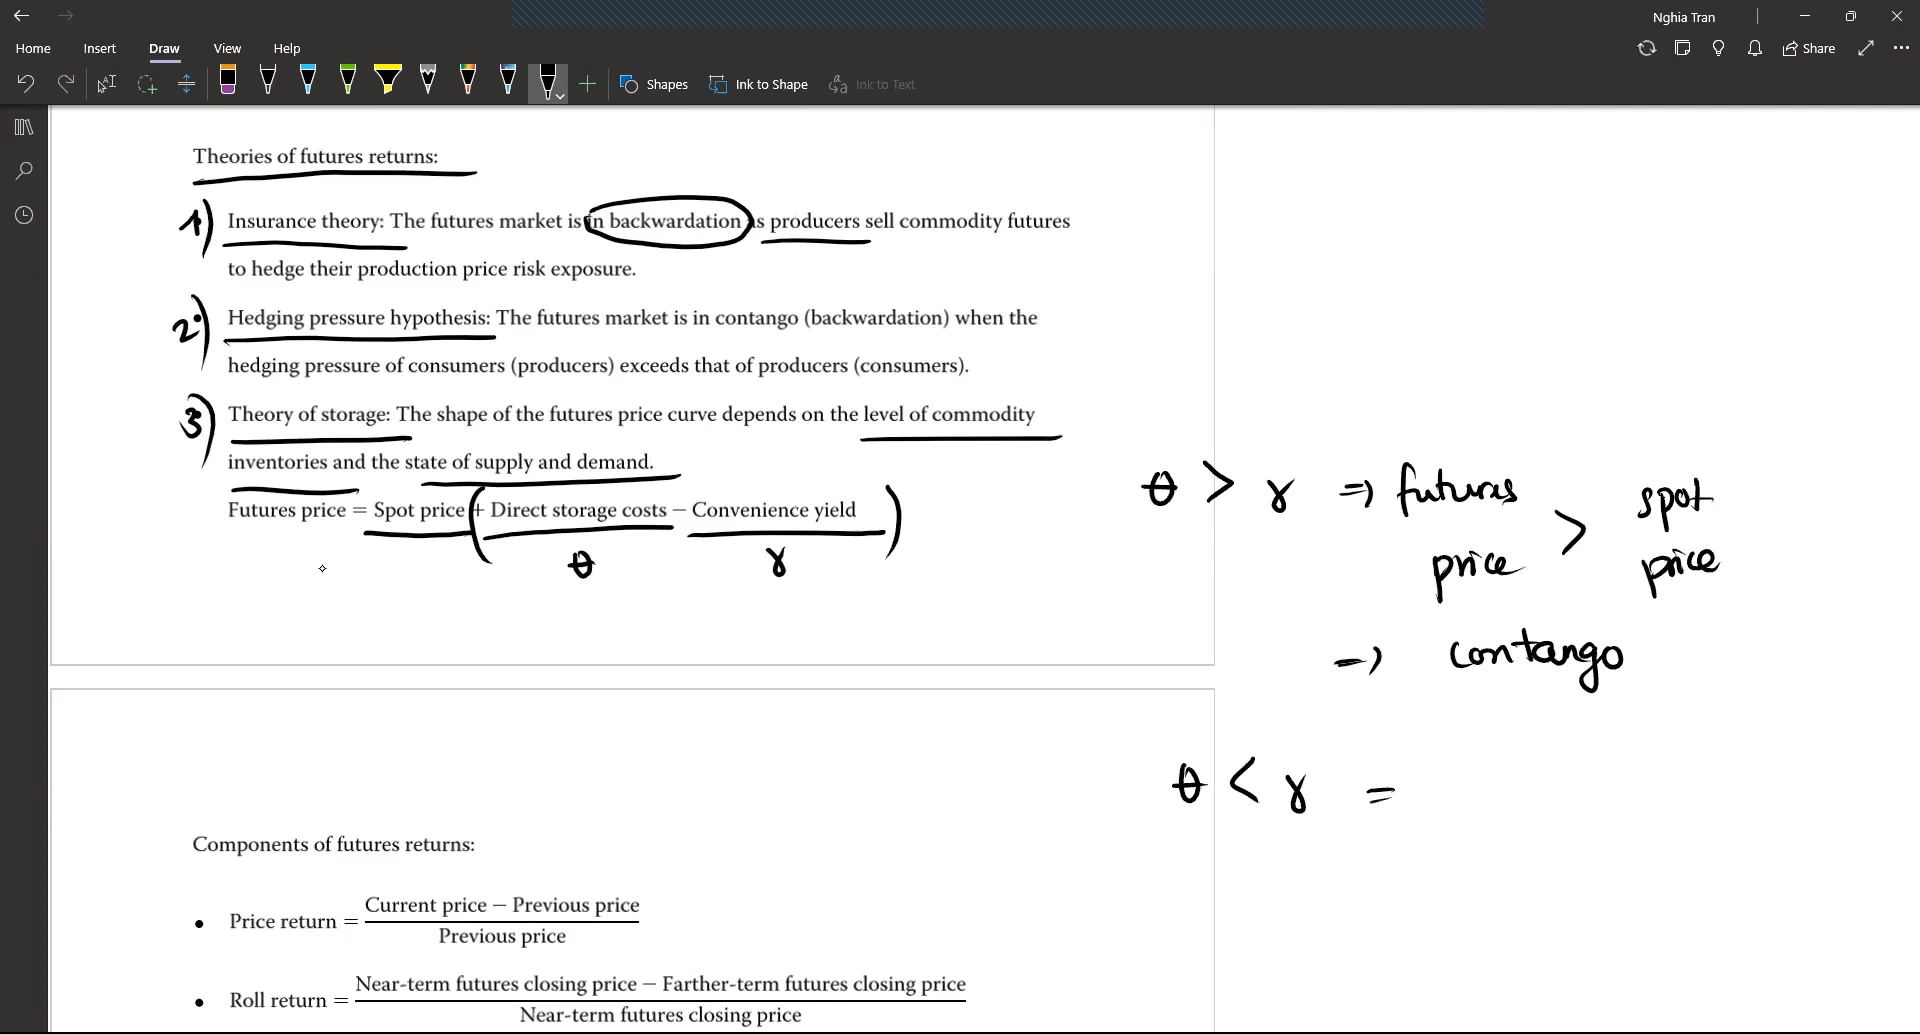 Nghia Tran
Home Insert Draw View Help
Share
Shapes Ink to Shape Ink to Text
Theories of futures returns:
1) Insurance theory: The futures market is in backwardation as producers sell commodity futures
to hedge their production price risk exposure.
2) Hedging pressure hypothesis: The futures market is in contango (backwardation) when the
hedging pressure of consumers (producers) exceeds that of producers (consumers).
3) Theory of storage: The shape of the futures price curve depends on the level of commodity
inventories and the state of supply and demand.
Futures price = Spot price + (Direct storage costs − Convenience yield)
θ γ
θ > γ => futures price > spot price
=> contango
θ < γ =
Components of futures returns:
• Price return = Current price − Previous price
Previous price
• Roll return = Near-term futures closing price − Farther-term futures closing price
Near-term futures closing price